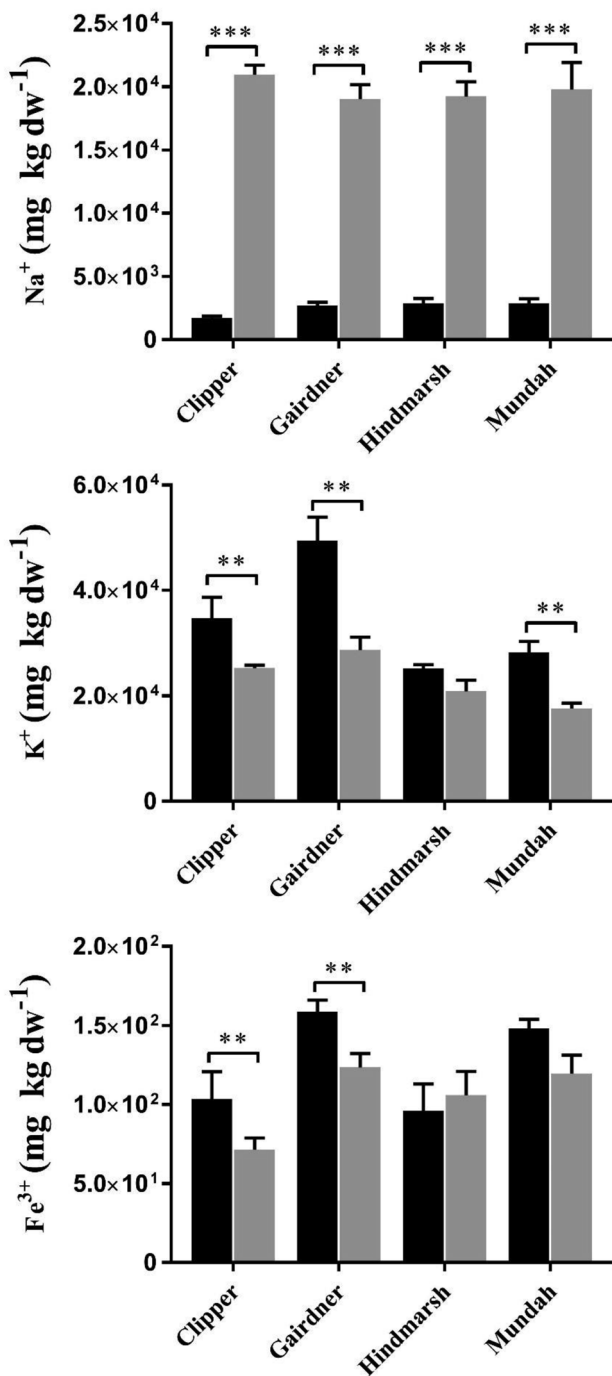 Na⁺ (mg kg dw⁻¹)
2.5×10⁴
2.0×10⁴
1.5×10⁴
1.0×10⁴
5.0×10³
0
*** *** *** ***
Clipper Gairdner Hindmarsh Mundah
K⁺ (mg kg dw⁻¹)
6.0×10⁴
4.0×10⁴
2.0×10⁴
0
** ** **
Clipper Gairdner Hindmarsh Mundah
Fe³⁺ (mg kg dw⁻¹)
2.0×10²
1.5×10²
1.0×10²
5.0×10¹
0
** **
Clipper Gairdner Hindmarsh Mundah